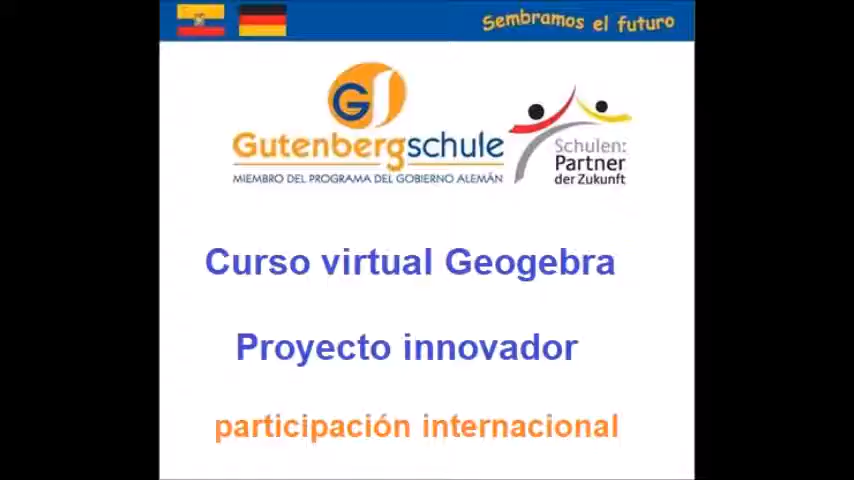 Sembramos el futuro
GS
Gutenbergschule
MIEMBRO DEL PROGRAMA DEL GOBIERNO ALEMÁN
Schulen:
Partner
der Zukunft
Curso virtual Geogebra
Proyecto innovador
participación internacional